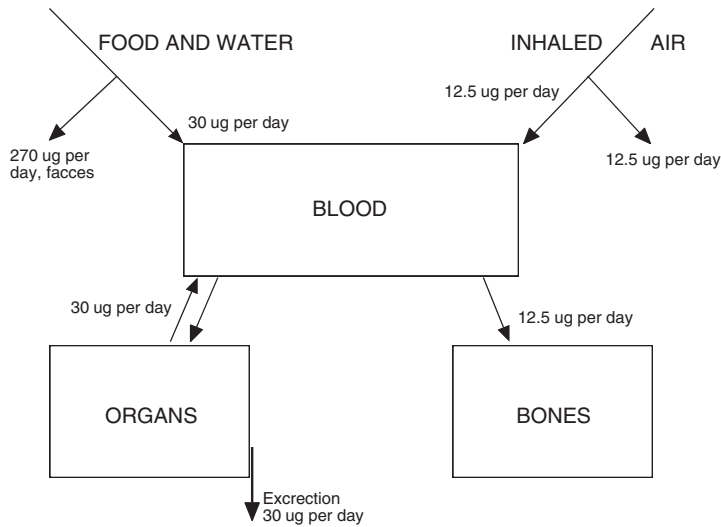 FOOD AND WATER
INHALED AIR
12.5 ug per day
30 ug per day
270 ug per
day, facces
12.5 ug per day
BLOOD
30 ug per day
12.5 ug per day
ORGANS
BONES
Excrection
30 ug per day